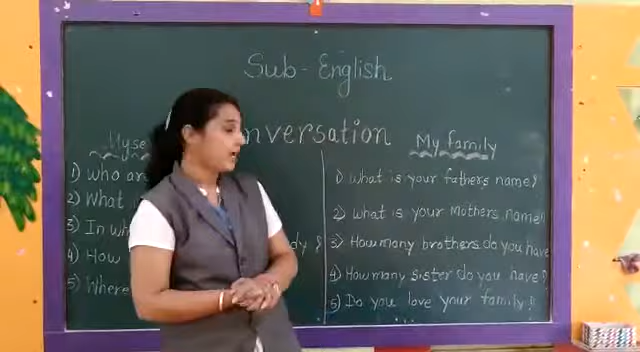 Sub - English
nversation
Myse
1) Who ar
2) What
3) In wh
4) How
5) Where
My family
1) What is your fathers name?
2) What is your Mothers name?
3) How many brothers do you have
4) How many sister do you have?
5) Do you love your family?